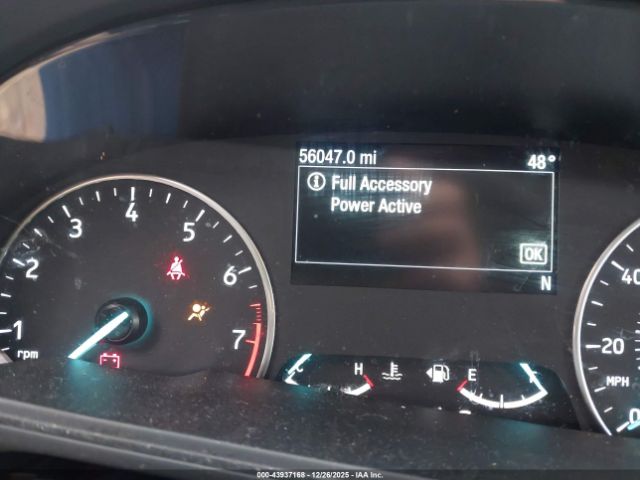 56047.0 mi 48°
Full Accessory
Power Active
OK
N
1 2 3 4 5 6 7
rpm
H
E
40
20
MPH
0
000-43937168 - 12/26/2025 - IAA Inc.